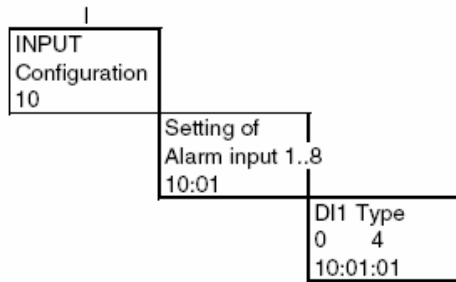 INPUT
Configuration
10
Setting of
Alarm input 1..8
10:01
DI1 Type
0 4
10:01:01